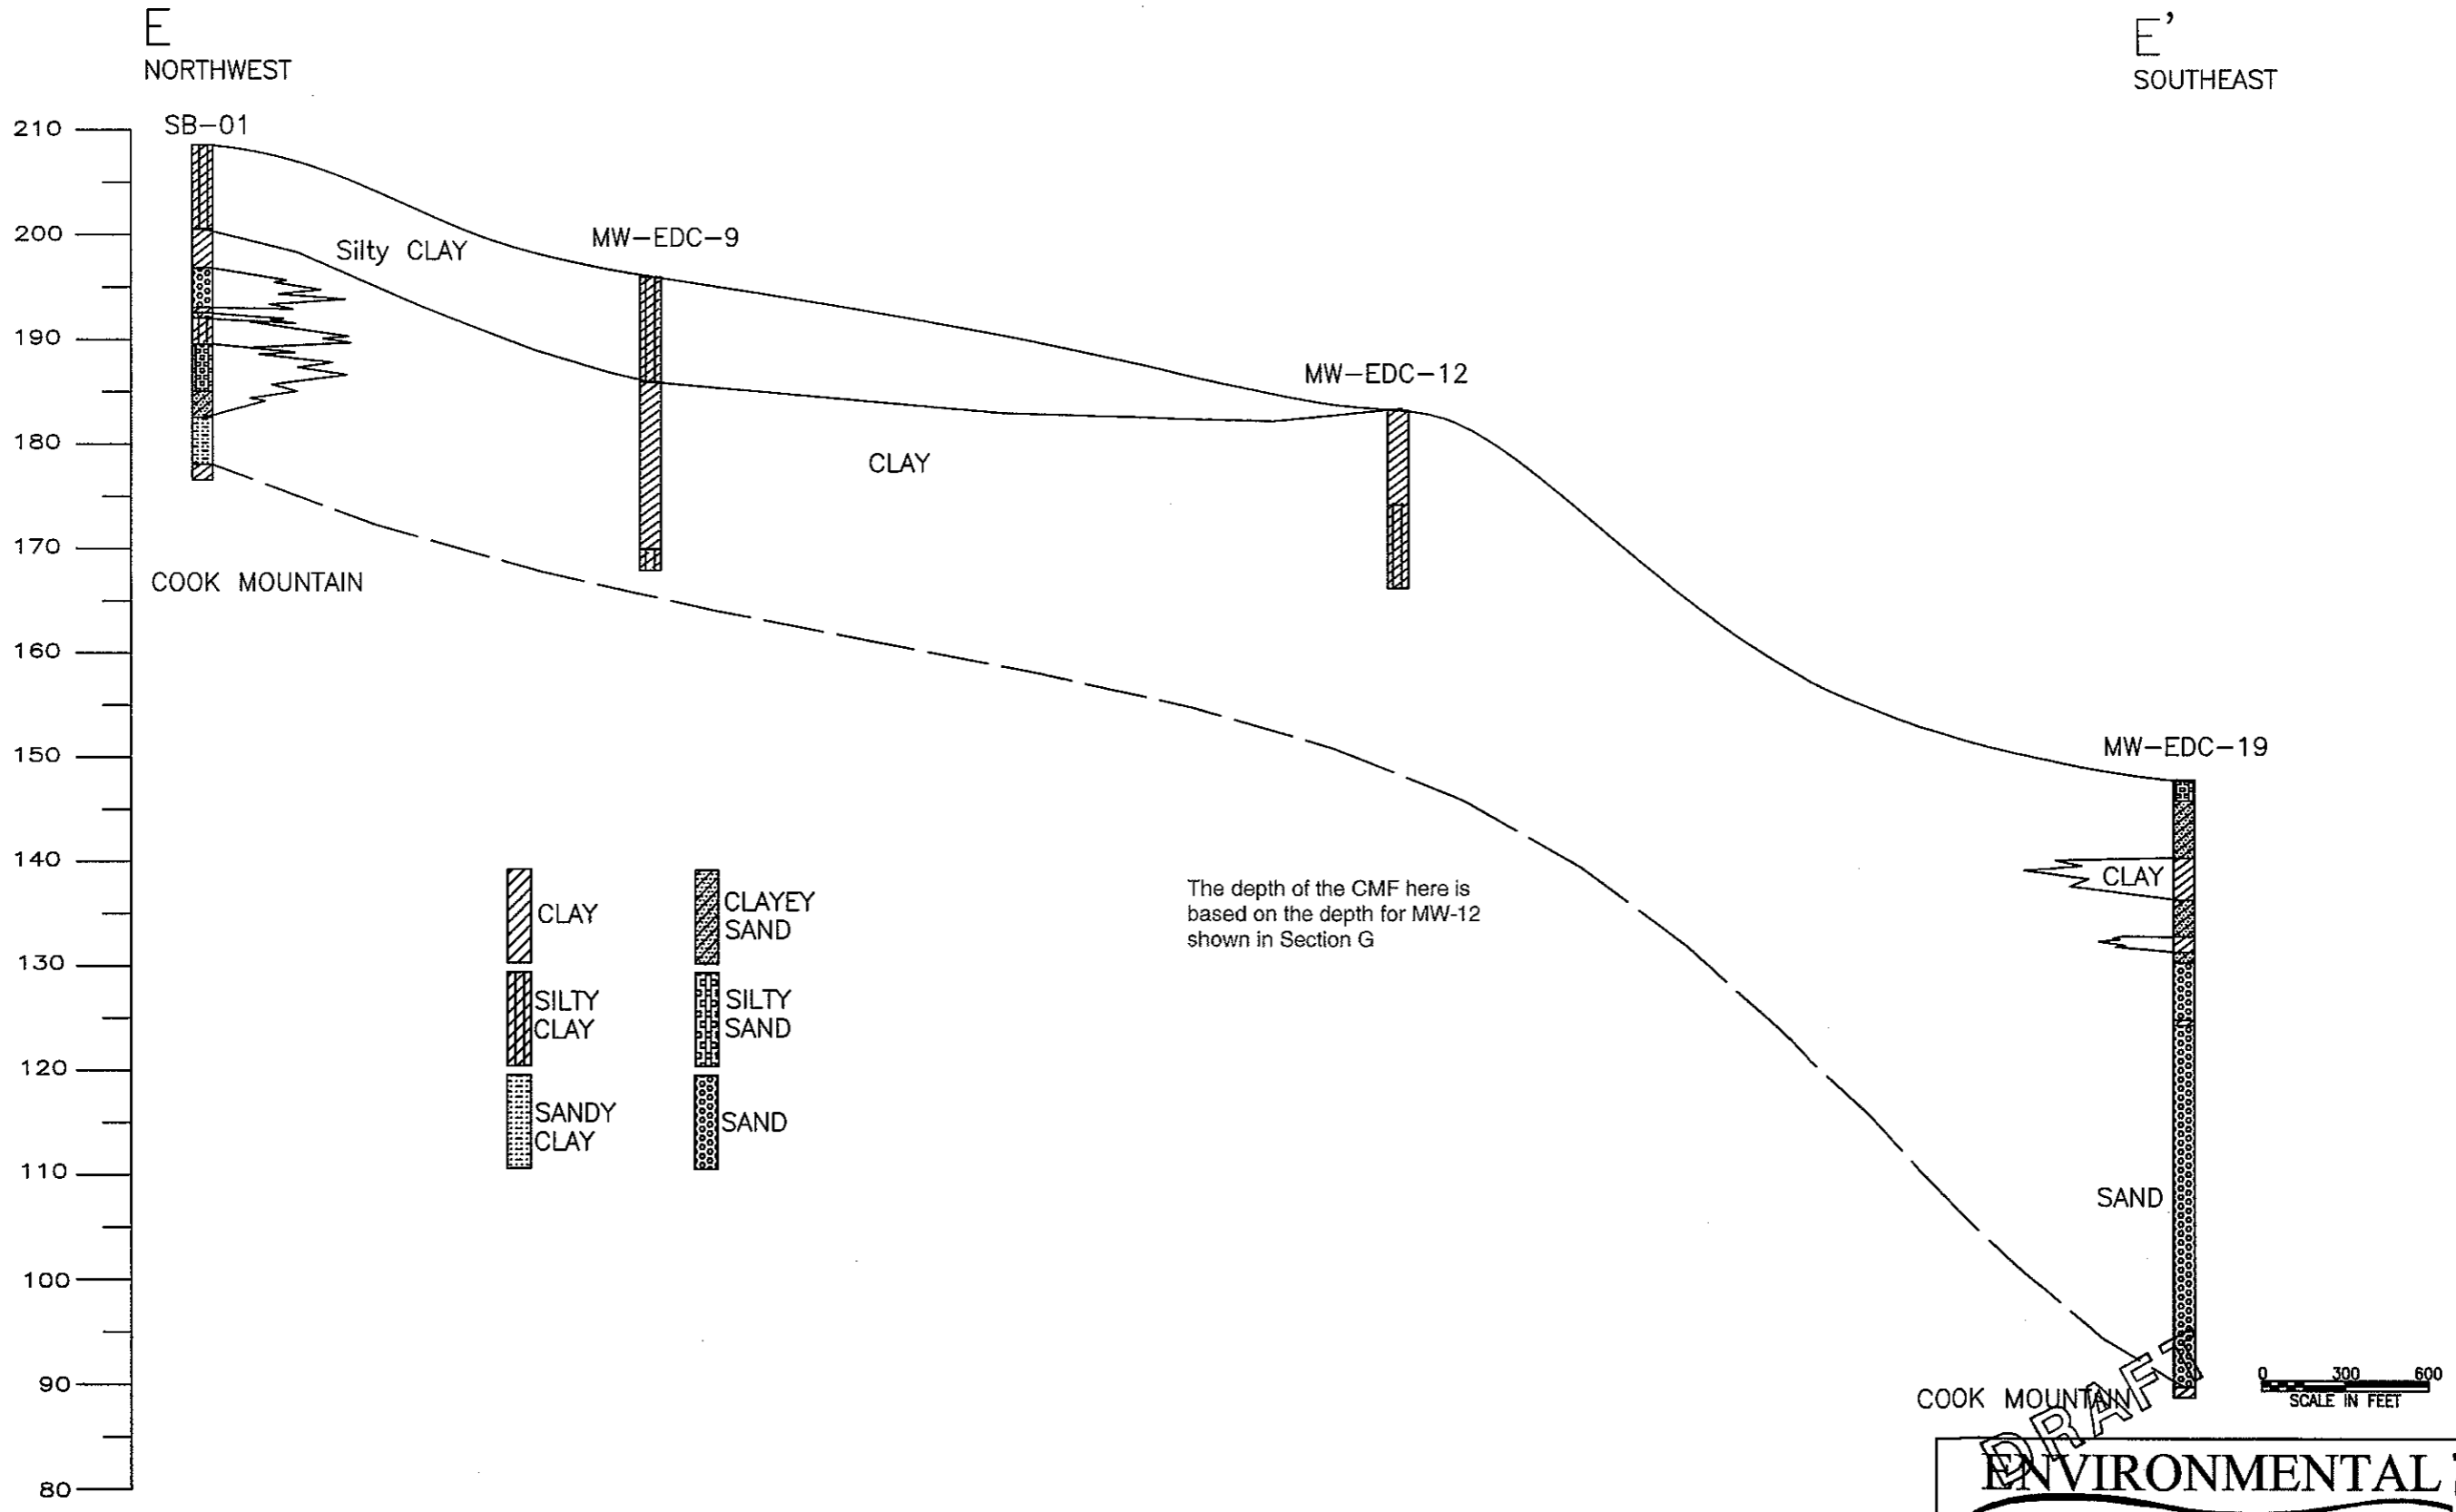 E
NORTHWEST
E’
SOUTHEAST
SB-01
MW-EDC-9
MW-EDC-12
MW-EDC-19
210
200
190
180
170
160
150
140
130
120
110
100
90
80
Silty CLAY
CLAY
COOK MOUNTAIN
CLAY
SILTY
CLAY
SANDY
CLAY
CLAYEY
SAND
SILTY
SAND
SAND
The depth of the CMF here is
based on the depth for MW-12
shown in Section G
CLAY
SAND
COOK MOUNTAIN
0 300 600
SCALE IN FEET
DRAFT
ENVIRONMENTAL